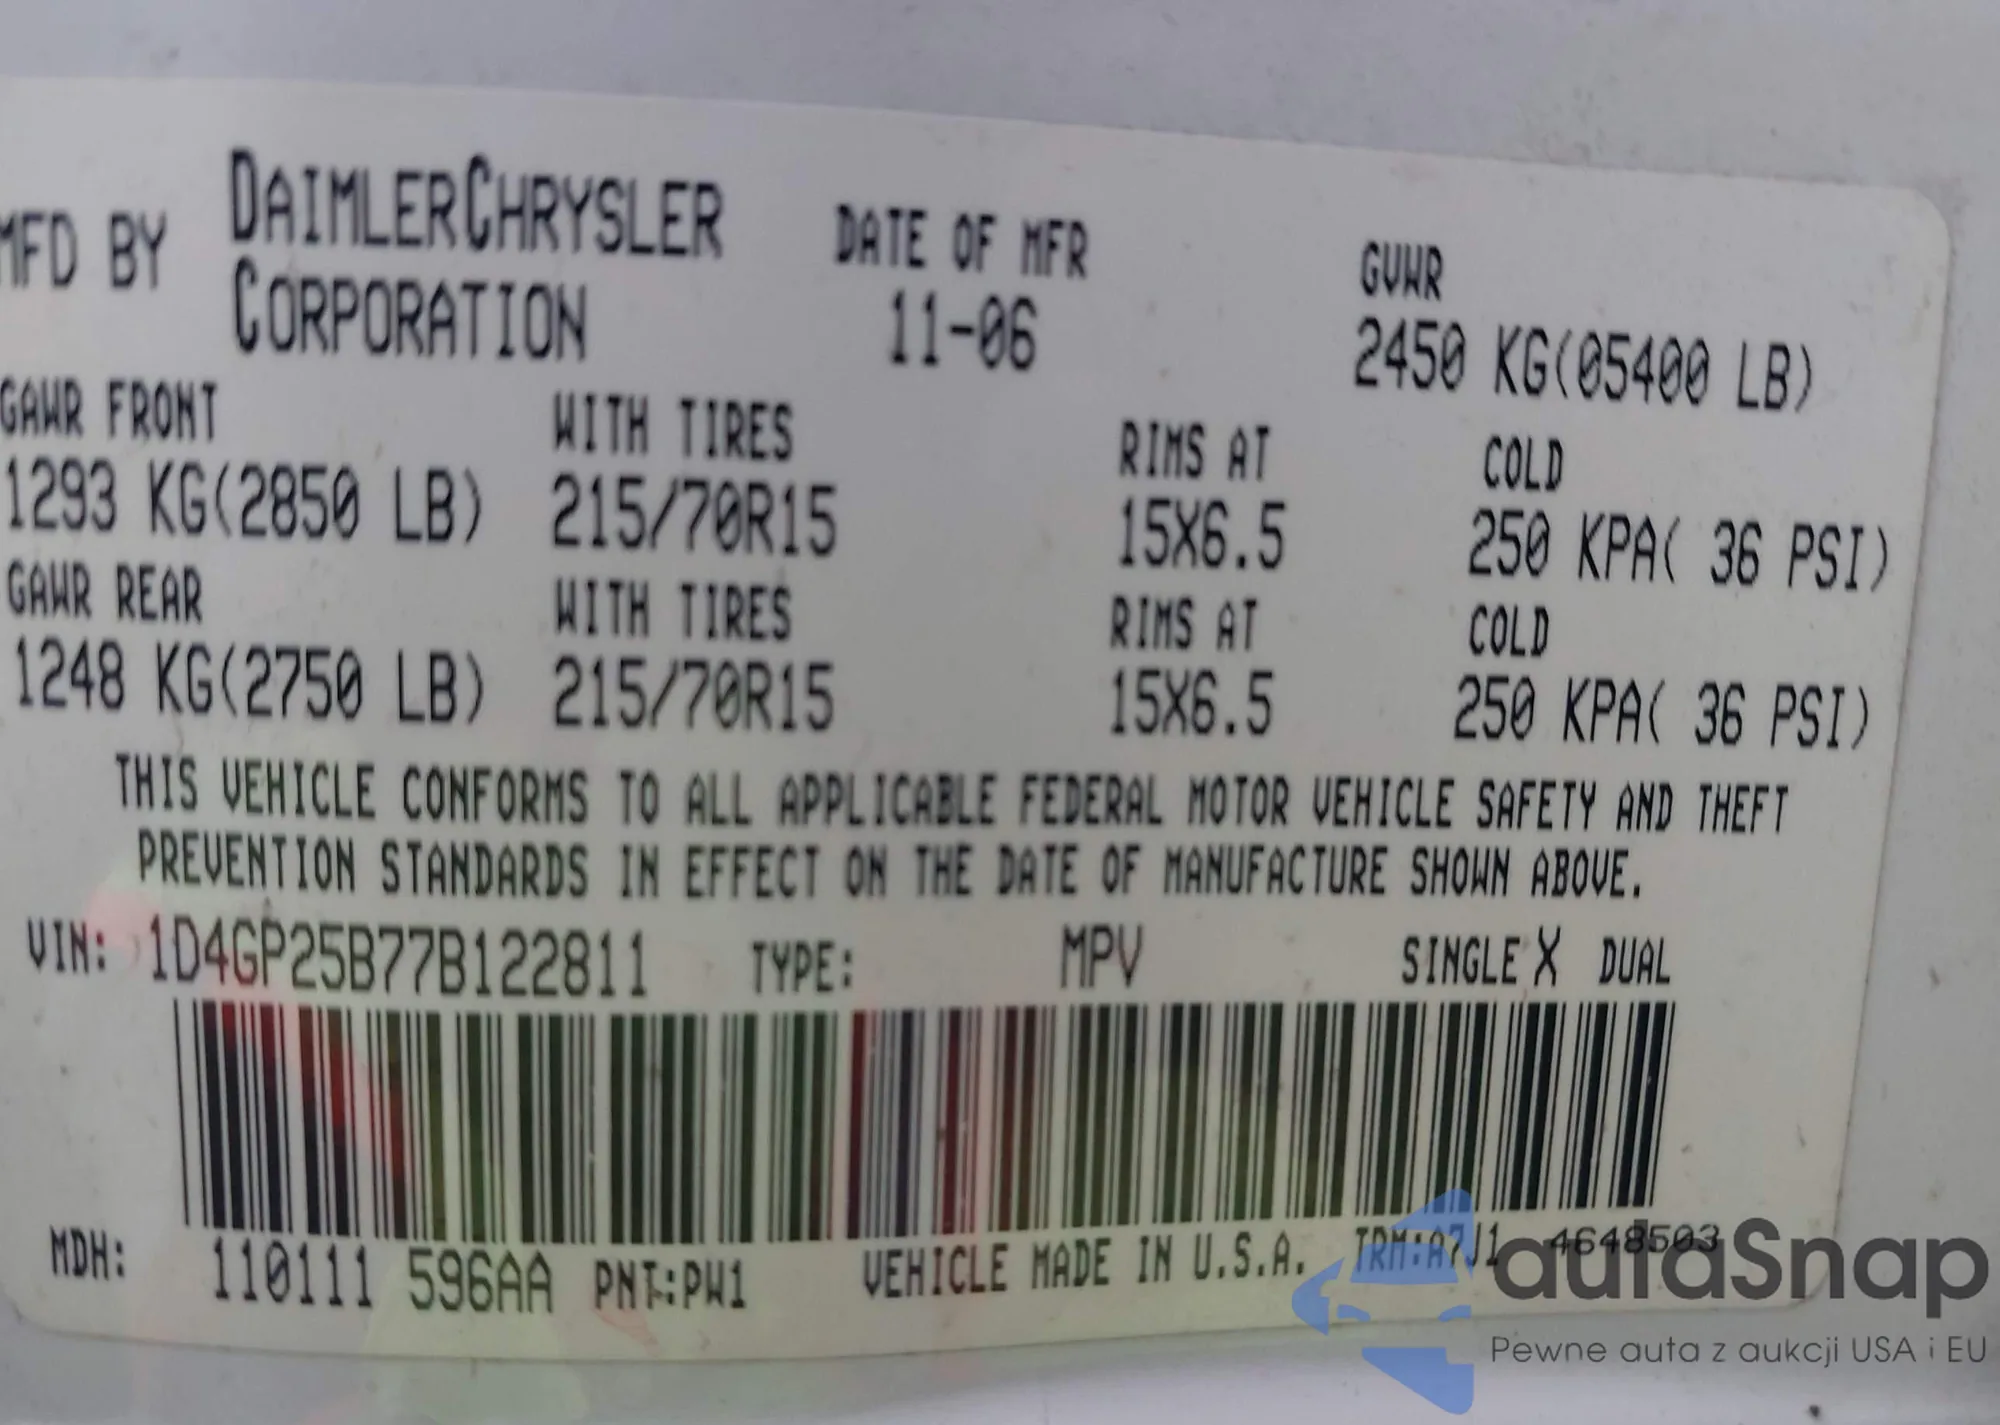 MFD BY DAIMLERCHRYSLER CORPORATION DATE OF MFR 11-06 GVWR 2450 KG(05400 LB)
GAWR FRONT WITH TIRES RIMS AT COLD
1293 KG(2850 LB) 215/70R15 15X6.5 250 KPA( 36 PSI)
GAWR REAR WITH TIRES RIMS AT COLD
1248 KG(2750 LB) 215/70R15 15X6.5 250 KPA( 36 PSI)
THIS VEHICLE CONFORMS TO ALL APPLICABLE FEDERAL MOTOR VEHICLE SAFETY AND THEFT
PREVENTION STANDARDS IN EFFECT ON THE DATE OF MANUFACTURE SHOWN ABOVE.
VIN: 1D4GP25B77B122811 TYPE: MPV SINGLE X DUAL
MDH: 110111 596AA PNT:PW1 VEHICLE MADE IN U.S.A. TRM:A7J1 4648503
autaSnap
Pewne auta z aukcji USA i EU